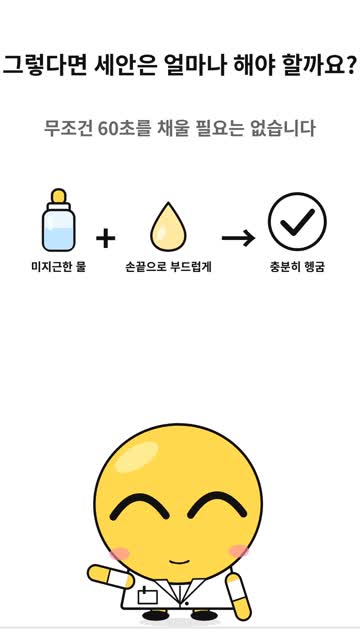 그렇다면 세안은 얼마나 해야 할까요?
무조건 60초를 채울 필요는 없습니다
미지근한 물
손끝으로 부드럽게
충분히 헹굼